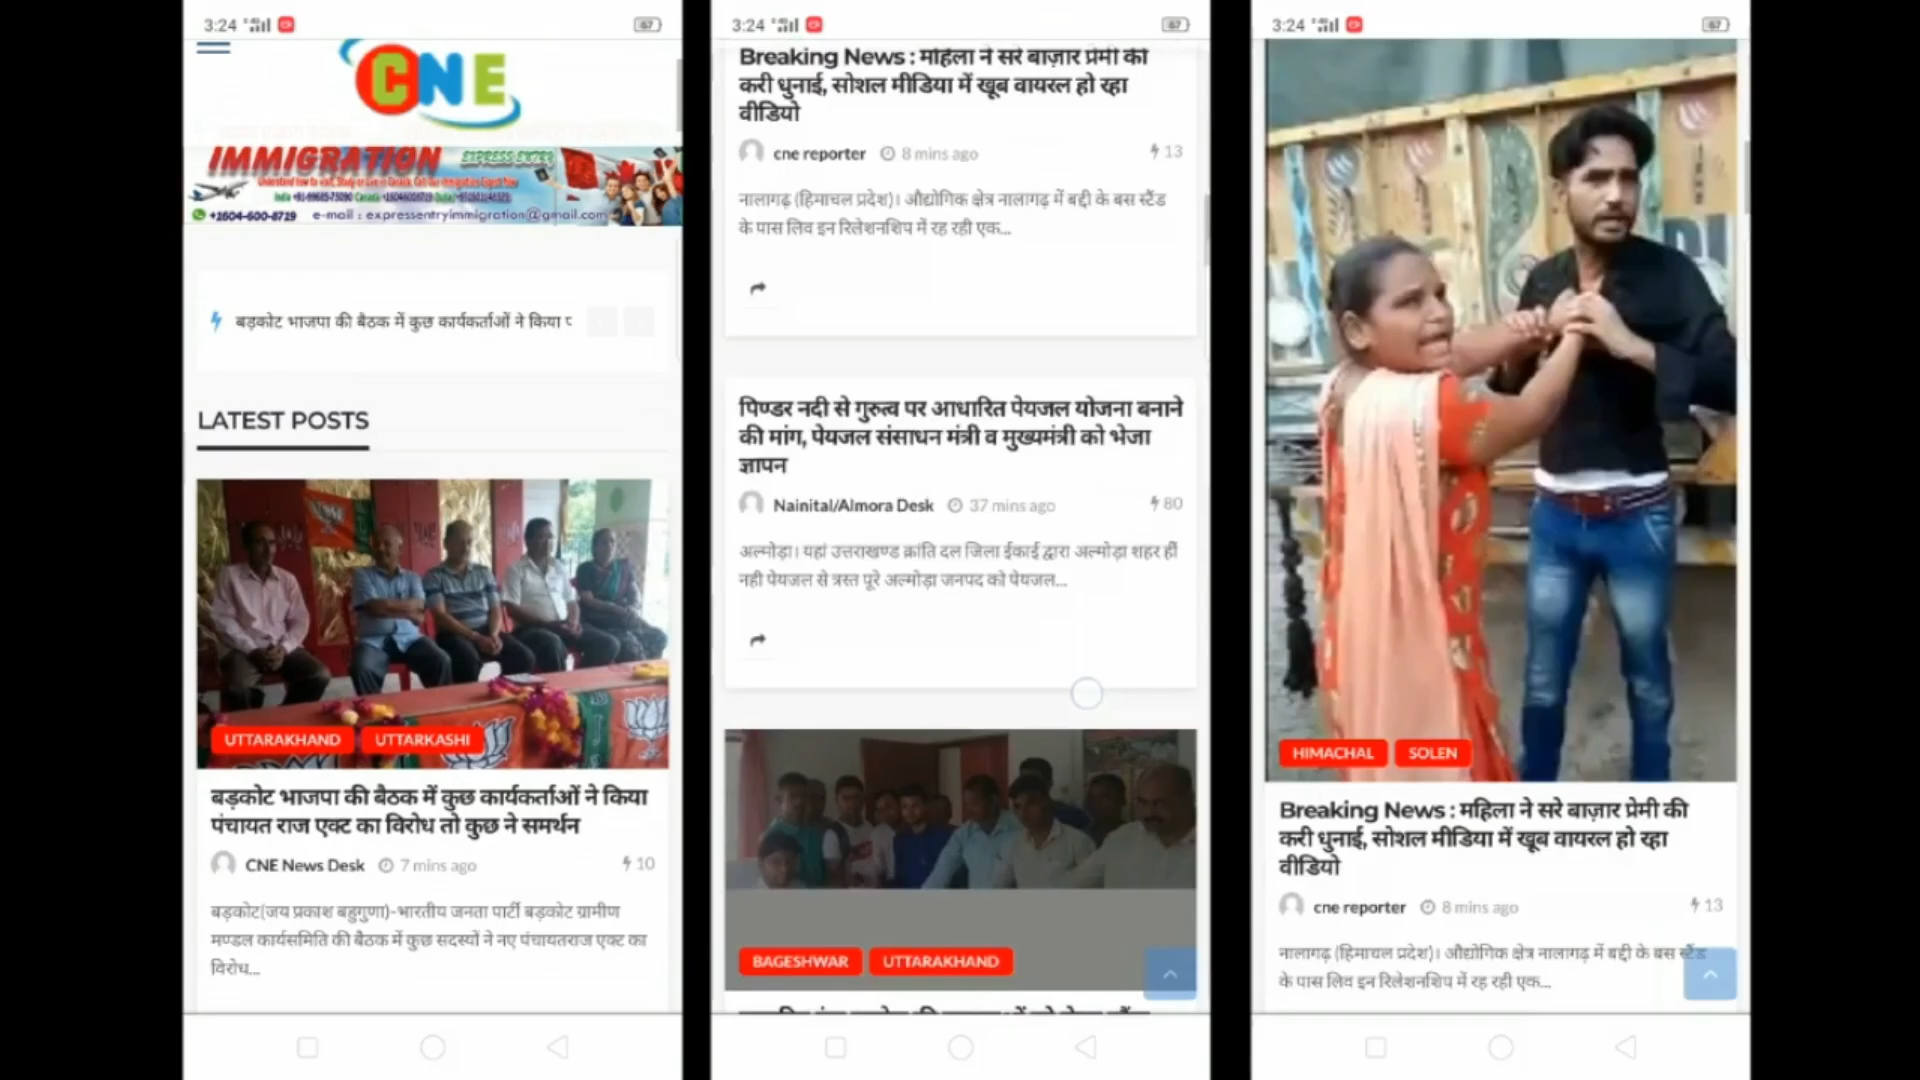 3:24
67
CNE
IMMIGRATION EXPRESS ENTRY
+1604-600-8719 e-mail : expressentryimmigration@gmail.com
बड़कोट भाजपा की बैठक में कुछ कार्यकर्ताओं ने किया प
LATEST POSTS
UTTARAKHAND UTTARKASHI
बड़कोट भाजपा की बैठक में कुछ कार्यकर्ताओं ने किया
पंचायत राज एक्ट का विरोध तो कुछ ने समर्थन
CNE News Desk 7 mins ago 10
बड़कोट(जय प्रकाश बहुगुणा)-भारतीय जनता पार्टी बड़कोट ग्रामीण
मण्डल कार्यसमिति की बैठक में कुछ सदस्यों ने नए पंचायतराज एक्ट का
विरोध...
3:24
67
Breaking News : महिला ने सरे बाज़ार प्रेमी की
करी धुनाई, सोशल मीडिया में खूब वायरल हो रहा
वीडियो
cne reporter 8 mins ago 13
नालागढ़ (हिमाचल प्रदेश)। औद्योगिक क्षेत्र नालागढ़ में बद्दी के बस स्टैंड
के पास लिव इन रिलेशनशिप में रह रही एक...
पिण्डर नदी से गुरुत्व पर आधारित पेयजल योजना बनाने
की मांग, पेयजल संसाधन मंत्री व मुख्यमंत्री को भेजा
ज्ञापन
Nainital/Almora Desk 37 mins ago 80
अल्मोड़ा। यहां उत्तराखण्ड क्रांति दल जिला ईकाई द्वारा अल्मोड़ा शहर हीं
नही पेयजल से त्रस्त पूरे अल्मोड़ा जनपद को पेयजल...
BAGESHWAR UTTARAKHAND
3:24
67
HIMACHAL SOLEN
Breaking News : महिला ने सरे बाज़ार प्रेमी की
करी धुनाई, सोशल मीडिया में खूब वायरल हो रहा
वीडियो
cne reporter 8 mins ago 13
नालागढ़ (हिमाचल प्रदेश)। औद्योगिक क्षेत्र नालागढ़ में बद्दी के बस स्टैंड
के पास लिव इन रिलेशनशिप में रह रही एक...